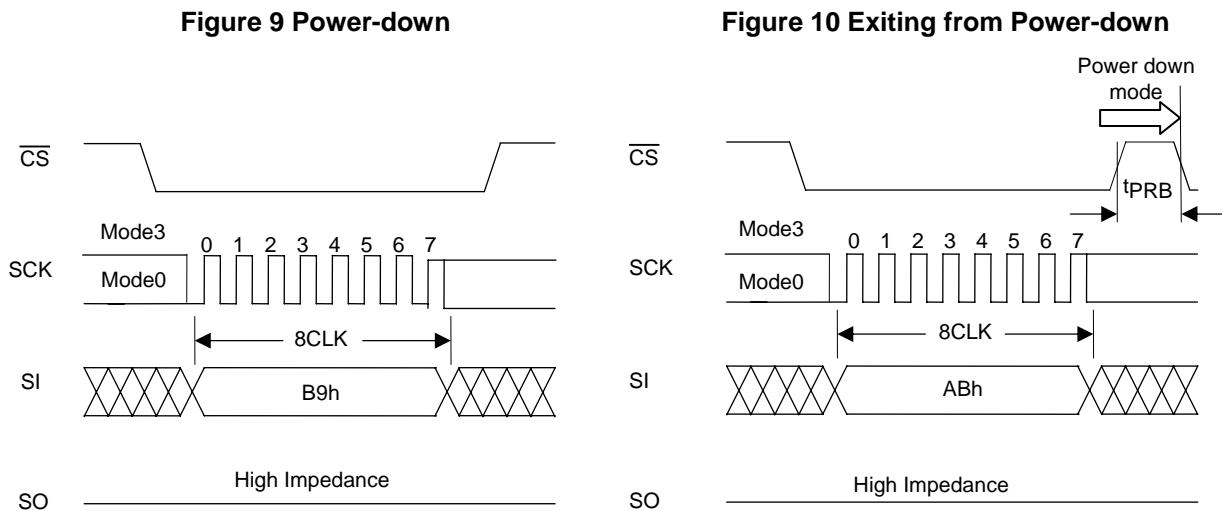 Figure 9 Power-down
CS
Mode3
0 1 2 3 4 5 6 7
SCK
Mode0
8CLK
SI
B9h
High Impedance
SO
Figure 10 Exiting from Power-down
Power down
mode
CS
tPRB
Mode3
0 1 2 3 4 5 6 7
SCK
Mode0
8CLK
SI
ABh
High Impedance
SO